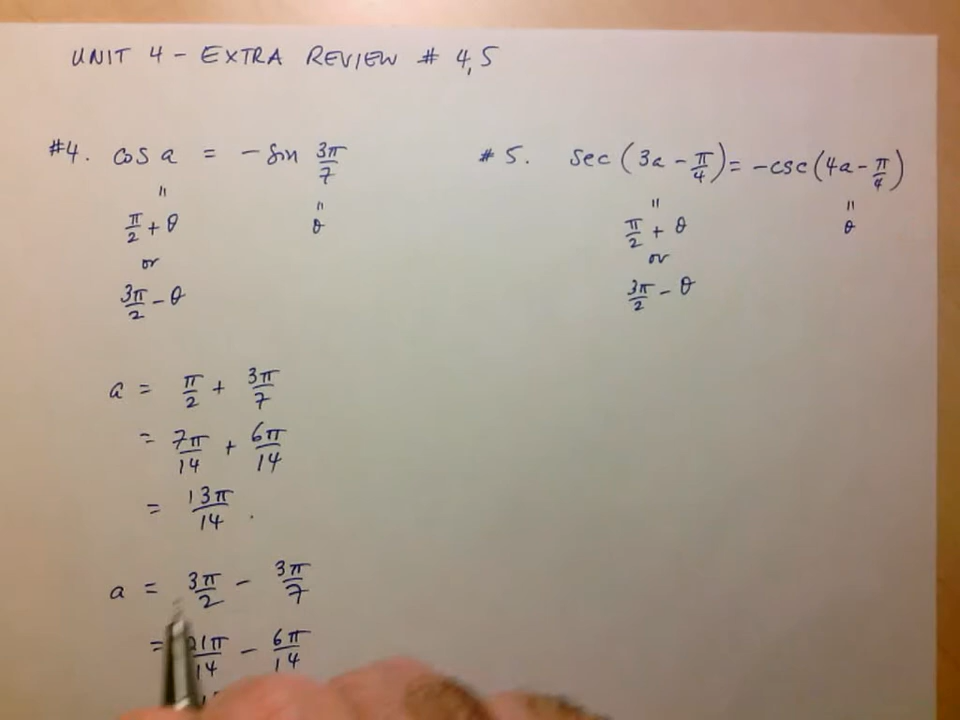 UNIT 4 - EXTRA REVIEW # 4,5
#4. cos a = - sin 3π/7
" "
π/2 + θ θ
or
3π/2 - θ
a = π/2 + 3π/7
= 7π/14 + 6π/14
= 13π/14 .
a = 3π/2 - 3π/7
= 21π/14 - 6π/14
# 5. sec (3a - π/4) = -csc (4a - π/4)
" "
π/2 + θ θ
or
3π/2 - θ